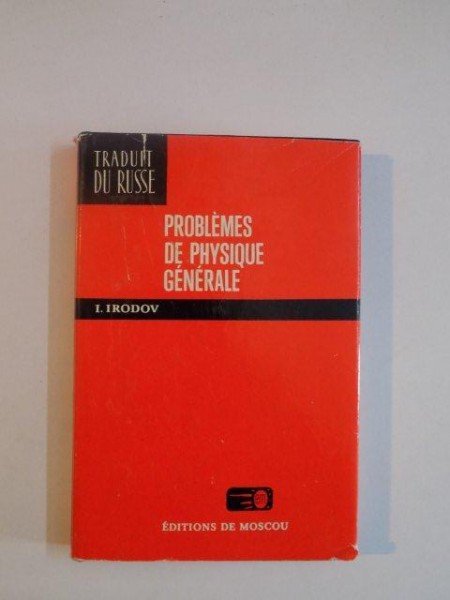 TRADUIT
DU RUSSE
PROBLÈMES
DE PHYSIQUE
GÉNÉRALE
I. IRODOV
ÉDITIONS DE MOSCOU